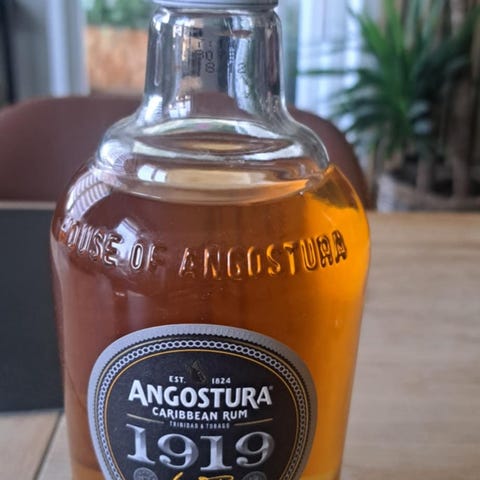 HOUSE OF ANGOSTURA
EST. 1824
ANGOSTURA®
CARIBBEAN RUM
TRINIDAD & TOBAGO
1919